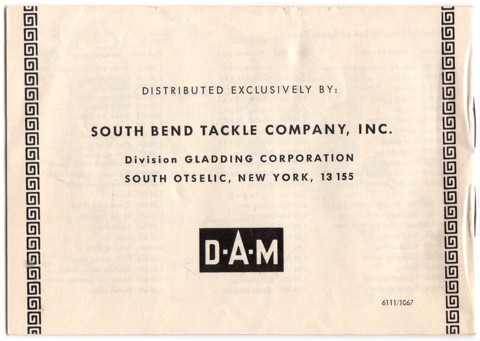 DISTRIBUTED EXCLUSIVELY BY:
SOUTH BEND TACKLE COMPANY, INC.
Division GLADDING CORPORATION
SOUTH OTSELIC, NEW YORK, 13 155
D·A·M
6111/1067